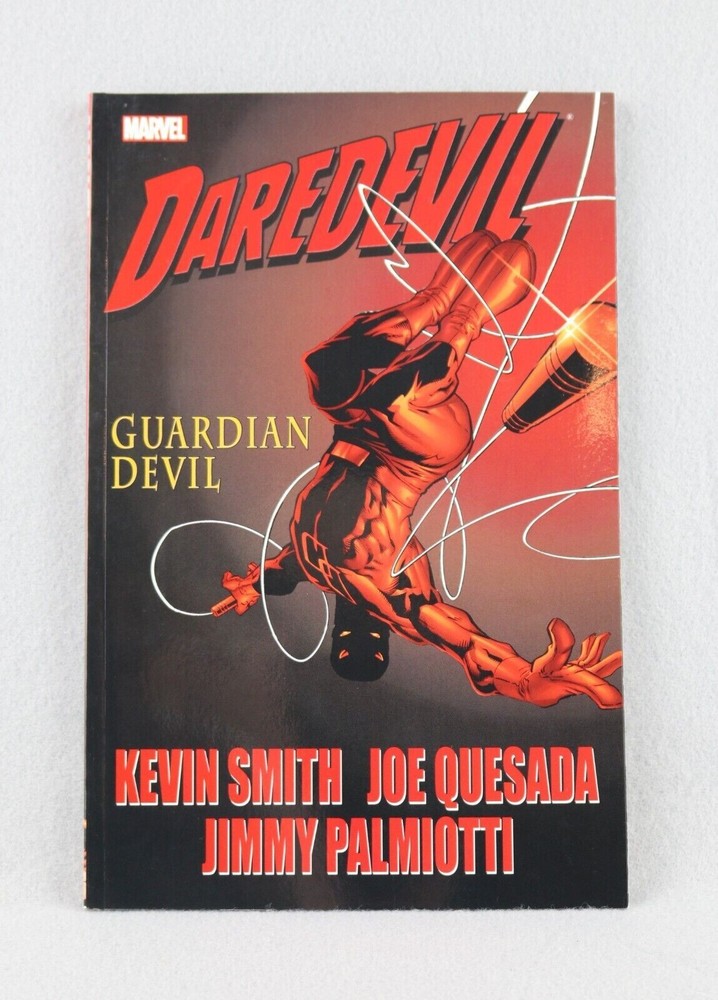 MARVEL
DAREDEVIL®
GUARDIAN
DEVIL
KEVIN SMITH JOE QUESADA
JIMMY PALMIOTTI